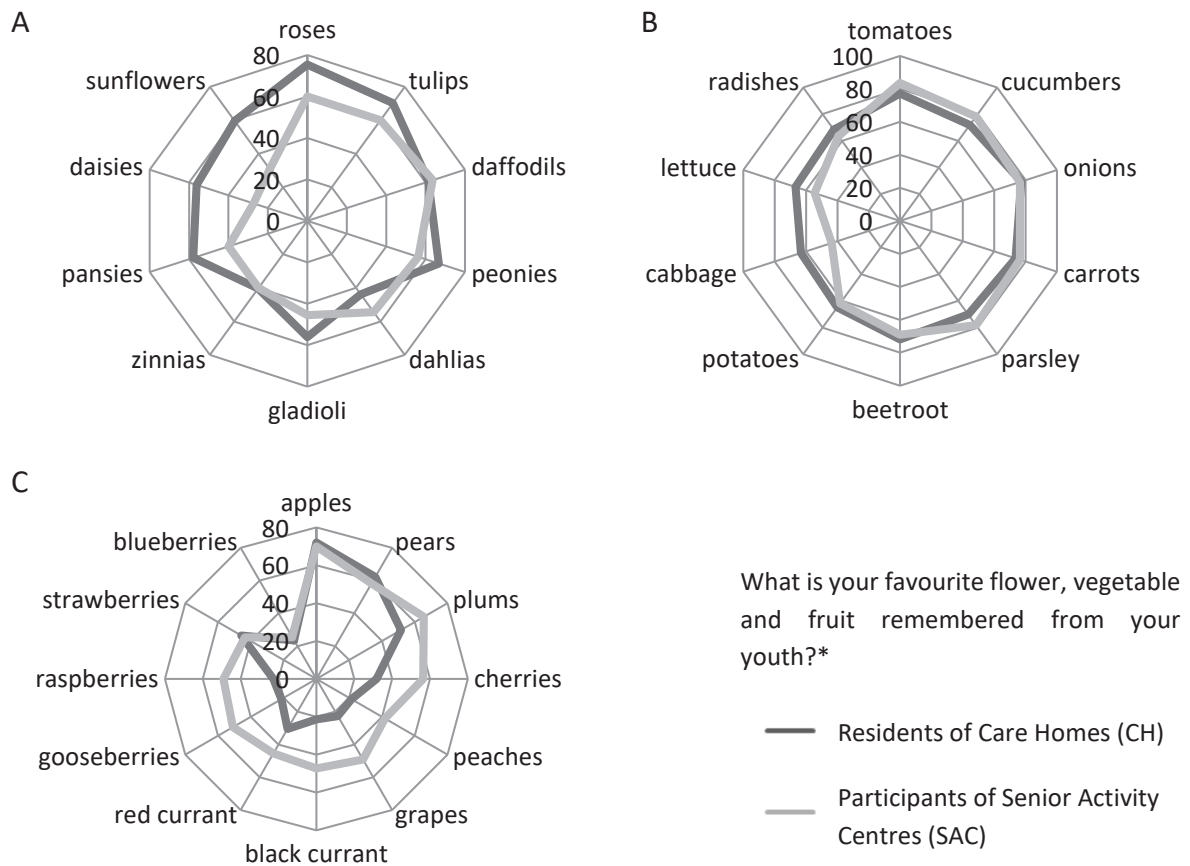 A
roses
80
sunflowers
tulips
60
40
daisies
daffodils
20
0
pansies
peonies
zinnias
dahlias
gladioli
B
tomatoes
100
radishes
cucumbers
80
60
lettuce
onions
40
20
0
cabbage
carrots
potatoes
parsley
beetroot
C
apples
80
blueberries
pears
60
strawberries
plums
40
20
raspberries
0
cherries
gooseberries
peaches
red currant
grapes
black currant
What is your favourite flower, vegetable
and fruit remembered from your
youth?*
Residents of Care Homes (CH)
Participants of Senior Activity
Centres (SAC)